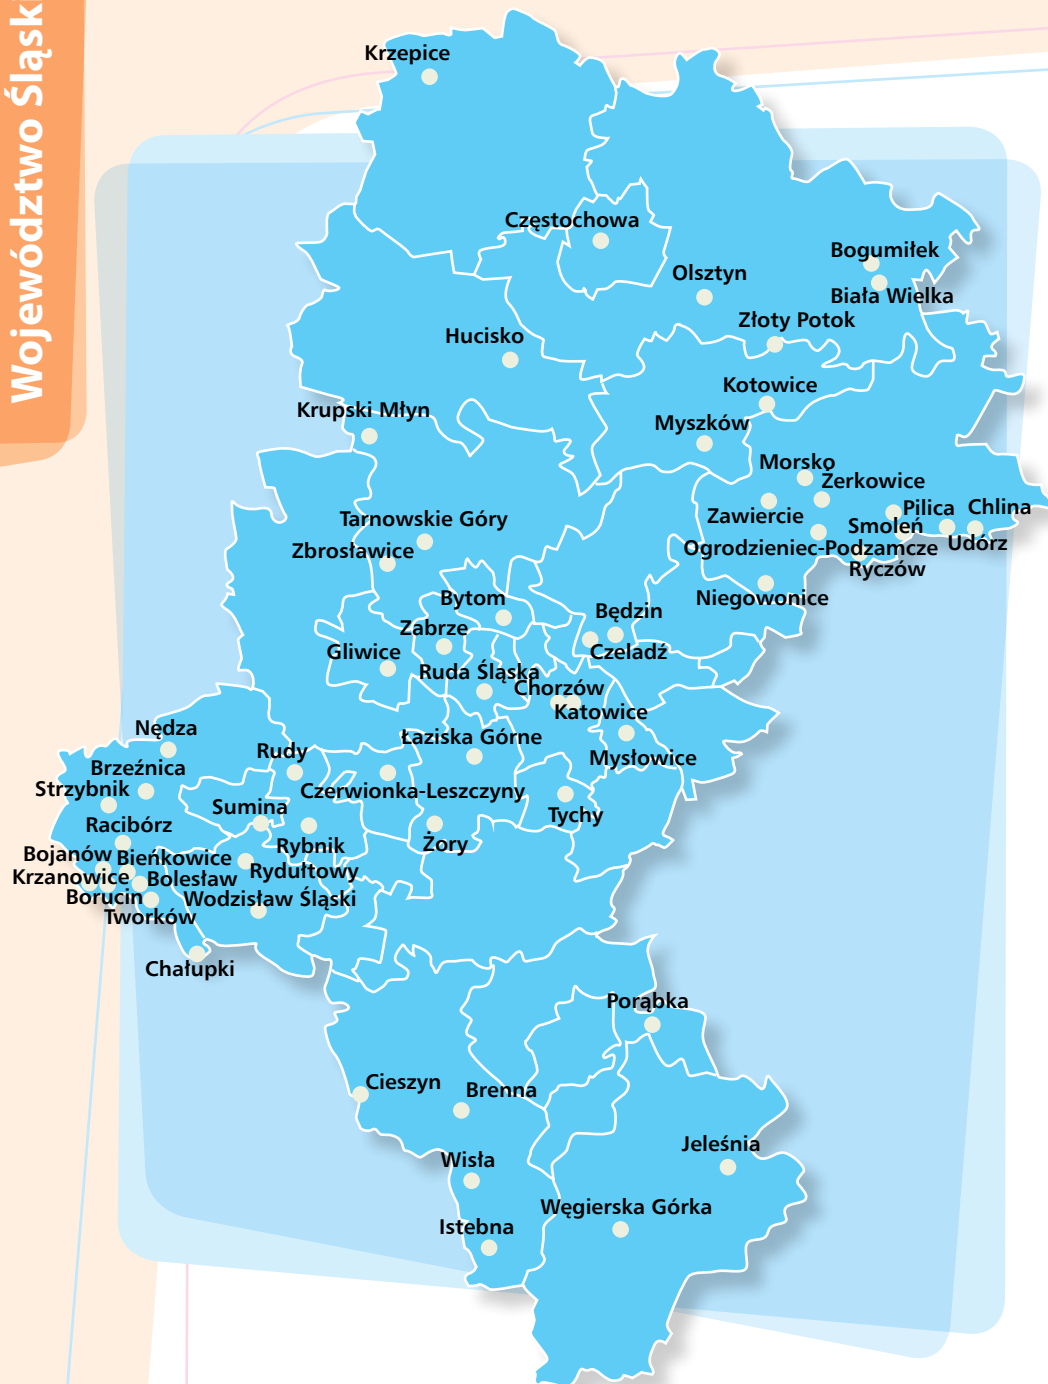 Województwo Śląski
Krzepice
Częstochowa
Bogumiłek
Olsztyn
Biała Wielka
Złoty Potok
Hucisko
Kotowice
Krupski Młyn
Myszków
Morsko
Żerkowice
Pilica
Chlina
Zawiercie
Smoleń
Tarnowskie Góry
Udórz
Ogrodzieniec-Podzamcze
Zbrosławice
Ryczów
Bytom
Niegowonice
Będzin
Zabrze
Gliwice
Czeladź
Ruda Śląska
Chorzów
Katowice
Nędza
Łaziska Górne
Rudy
Mysłowice
Brzeźnica
Strzybnik
Czerwionka-Leszczyny
Sumina
Tychy
Racibórz
Rybnik
Żory
Bojanów
Bieńkowice
Rydułtowy
Krzanowice
Bolesław
Borucin
Wodzisław Śląski
Tworków
Chałupki
Porąbka
Cieszyn
Brenna
Jeleśnia
Wisła
Węgierska Górka
Istebna